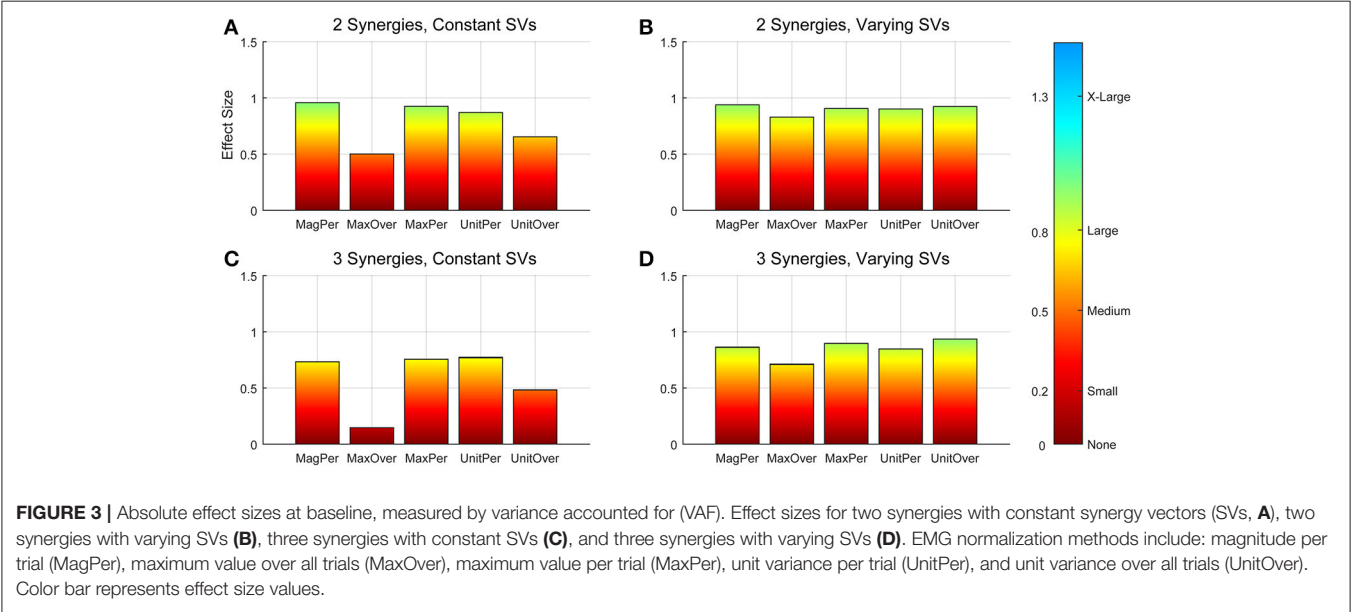 A
2 Synergies, Constant SVs
Effect Size
1.5
1
0.5
0
MagPer MaxOver MaxPer UnitPer UnitOver
B
2 Synergies, Varying SVs
1.5
1
0.5
0
MagPer MaxOver MaxPer UnitPer UnitOver
C
3 Synergies, Constant SVs
1.5
1
0.5
0
MagPer MaxOver MaxPer UnitPer UnitOver
D
3 Synergies, Varying SVs
1.5
1
0.5
0
MagPer MaxOver MaxPer UnitPer UnitOver
1.3 X-Large
0.8 Large
0.5 Medium
0.2 Small
0 None
FIGURE 3 | Absolute effect sizes at baseline, measured by variance accounted for (VAF). Effect sizes for two synergies with constant synergy vectors (SVs, A), two
synergies with varying SVs (B), three synergies with constant SVs (C), and three synergies with varying SVs (D). EMG normalization methods include: magnitude per
trial (MagPer), maximum value over all trials (MaxOver), maximum value per trial (MaxPer), unit variance per trial (UnitPer), and unit variance over all trials (UnitOver).
Color bar represents effect size values.